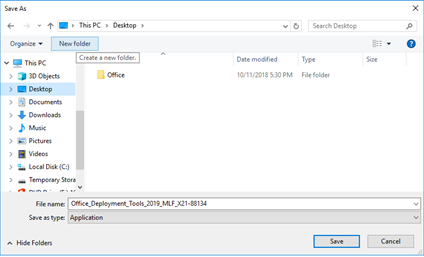 Save As
This PC > Desktop >
Search Desktop
Organize
New folder
Create a new folder.
Date modified
Type
Size
This PC
3D Objects
Desktop
Documents
Downloads
Music
Pictures
Videos
Local Disk (C:)
Temporary Stora
Office
10/11/2018 5:30 PM
File folder
File name:
Office_Deployment_Tools_2019_MLF_X21-88134
Save as type:
Application
Hide Folders
Save
Cancel